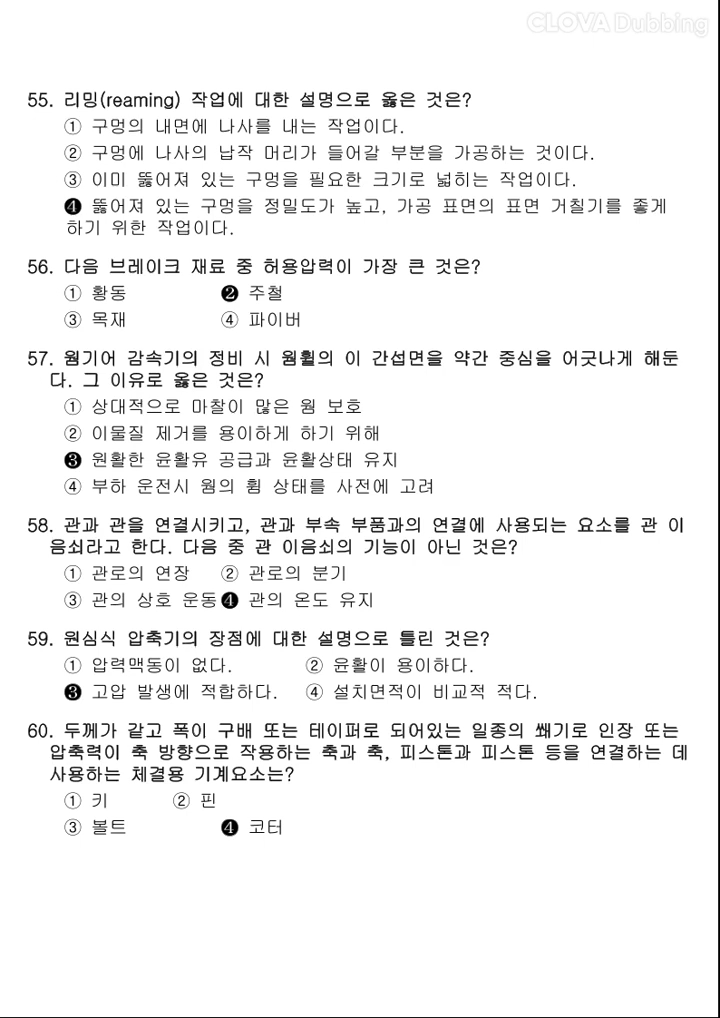 CLOVA Dubbing
55. 리밍(reaming) 작업에 대한 설명으로 옳은 것은?
① 구멍의 내면에 나사를 내는 작업이다.
② 구멍에 나사의 납작 머리가 들어갈 부분을 가공하는 것이다.
③ 이미 뚫어져 있는 구멍을 필요한 크기로 넓히는 작업이다.
❹ 뚫어져 있는 구멍을 정밀도가 높고, 가공 표면의 표면 거칠기를 좋게
하기 위한 작업이다.
56. 다음 브레이크 재료 중 허용압력이 가장 큰 것은?
① 황동 ❷ 주철
③ 목재 ④ 파이버
57. 웜기어 감속기의 정비 시 웜휠의 이 간섭면을 약간 중심을 어긋나게 해둔
다. 그 이유로 옳은 것은?
① 상대적으로 마찰이 많은 웜 보호
② 이물질 제거를 용이하게 하기 위해
❸ 원활한 윤활유 공급과 윤활상태 유지
④ 부하 운전시 웜의 휨 상태를 사전에 고려
58. 관과 관을 연결시키고, 관과 부속 부품과의 연결에 사용되는 요소를 관 이
음쇠라고 한다. 다음 중 관 이음쇠의 기능이 아닌 것은?
① 관로의 연장 ② 관로의 분기
③ 관의 상호 운동 ❹ 관의 온도 유지
59. 원심식 압축기의 장점에 대한 설명으로 틀린 것은?
① 압력맥동이 없다. ② 윤활이 용이하다.
❸ 고압 발생에 적합하다. ④ 설치면적이 비교적 적다.
60. 두께가 같고 폭이 구배 또는 테이퍼로 되어있는 일종의 쐐기로 인장 또는
압축력이 축 방향으로 작용하는 축과 축, 피스톤과 피스톤 등을 연결하는 데
사용하는 체결용 기계요소는?
① 키 ② 핀
③ 볼트 ❹ 코터